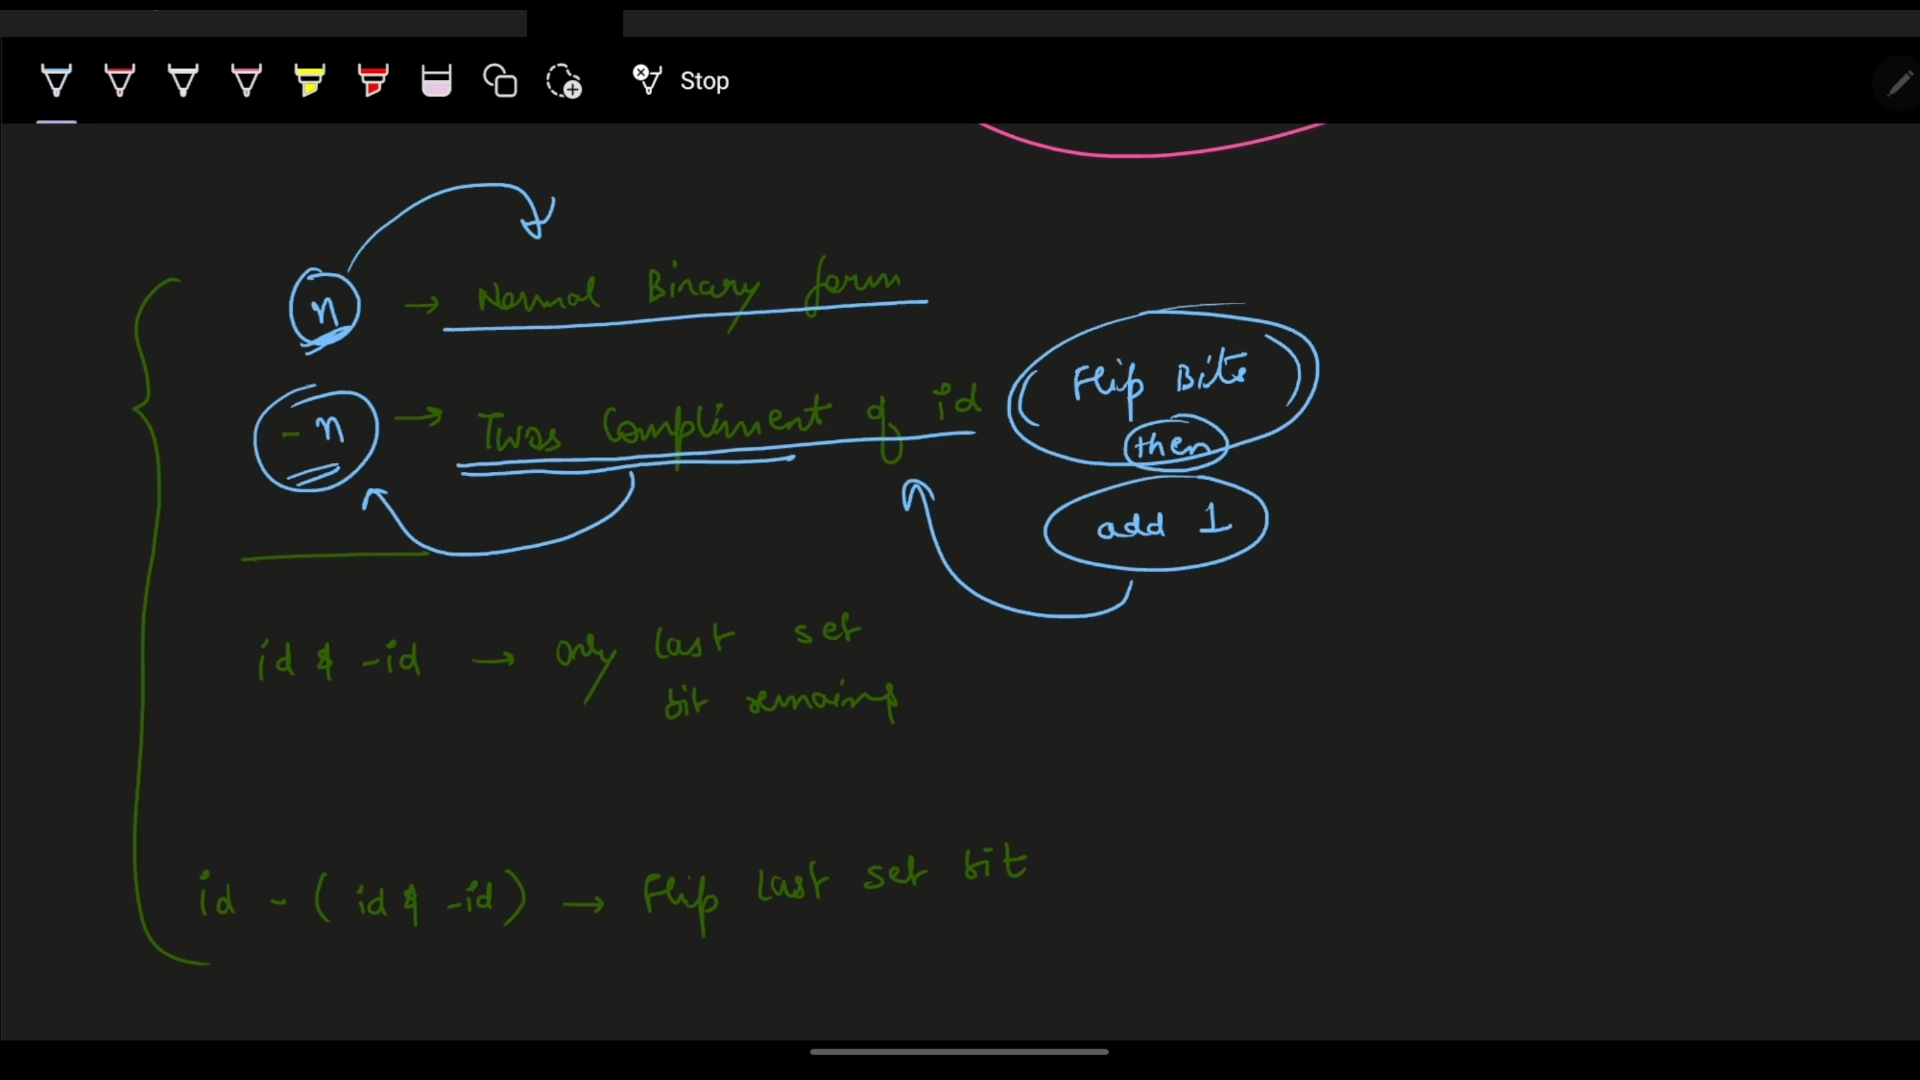 Stop
n → Normal Binary form
-n → Twos Compliment of id
Flip Bits
then
add 1
id & -id → only last set
bit remains
id - ( id & -id ) → Flip last set bit